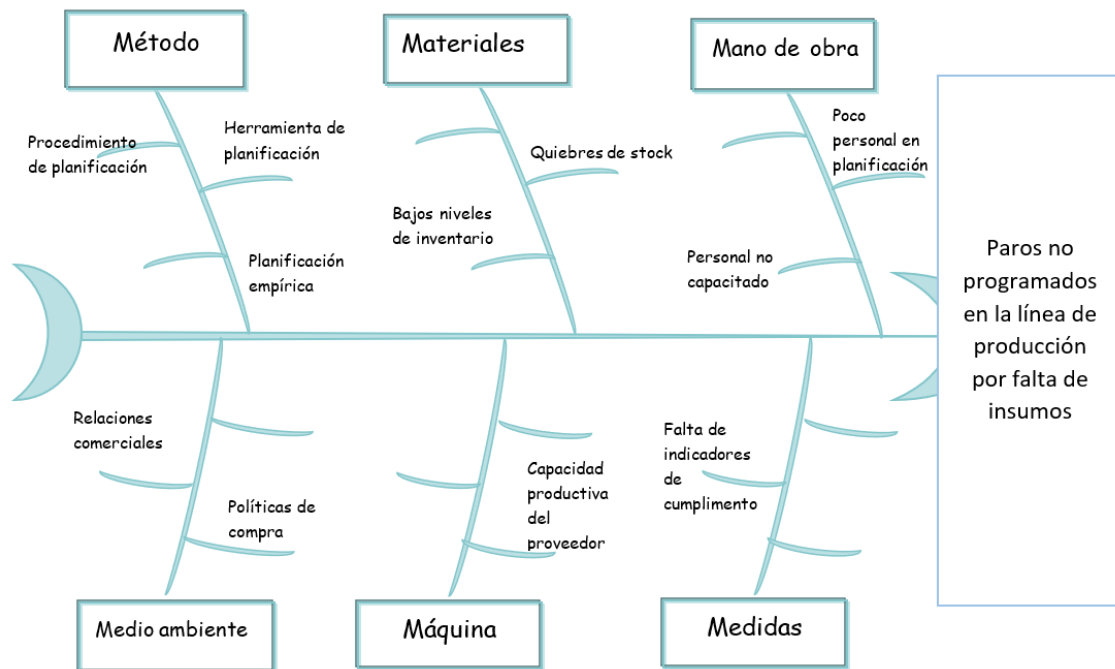 Método
Materiales
Mano de obra
Procedimiento
de planificación
Herramienta de
planificación
Planificación
empírica
Quiebres de stock
Bajos niveles
de inventario
Poco
personal en
planificación
Personal no
capacitado
Paros no
programados
en la línea de
producción
por falta de
insumos
Relaciones
comerciales
Políticas de
compra
Capacidad
productiva
del
proveedor
Falta de
indicadores
de
cumplimento
Medio ambiente
Máquina
Medidas